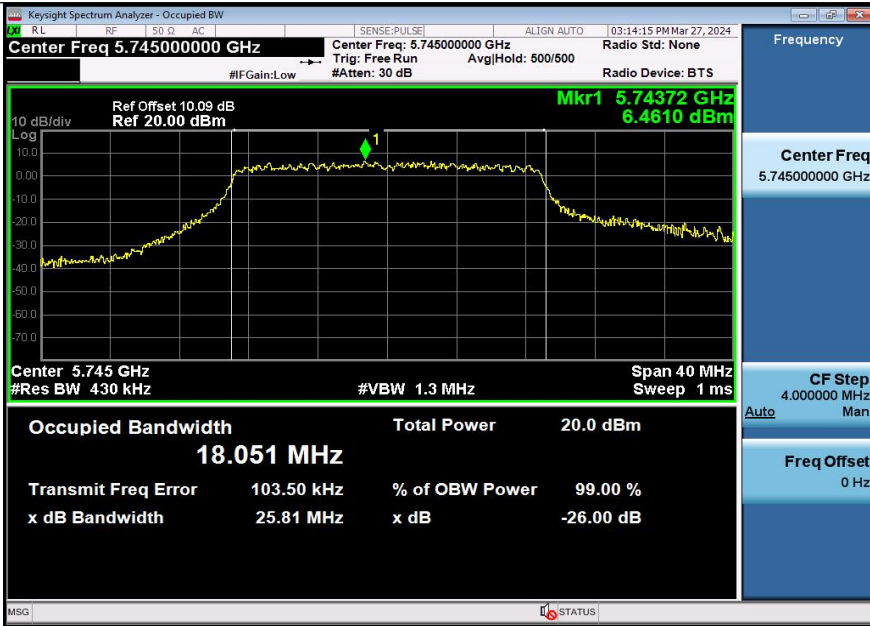 Keysight Spectrum Analyzer - Occupied BW
LXI RL RF 50 Ω AC SENSE:PULSE ALIGN AUTO 03:14:15 PM Mar 27, 2024
Center Freq 5.745000000 GHz
Center Freq: 5.745000000 GHz
Radio Std: None
Trig: Free Run Avg|Hold: 500/500
#IFGain:Low
#Atten: 30 dB
Radio Device: BTS
Frequency
Ref Offset 10.09 dB
Mkr1 5.74372 GHz
10 dB/div Ref 20.00 dBm
6.4610 dBm
Log
1
10.0
0.00
-10.0
-20.0
-30.0
-40.0
-50.0
-60.0
-70.0
Center 5.745 GHz
Span 40 MHz
#Res BW 430 kHz
#VBW 1.3 MHz
Sweep 1 ms
Center Freq
5.745000000 GHz
CF Step
4.000000 MHz
Auto Man
Freq Offset
0 Hz
Occupied Bandwidth
Total Power 20.0 dBm
18.051 MHz
Transmit Freq Error 103.50 kHz % of OBW Power 99.00 %
x dB Bandwidth 25.81 MHz x dB -26.00 dB
MSG
STATUS